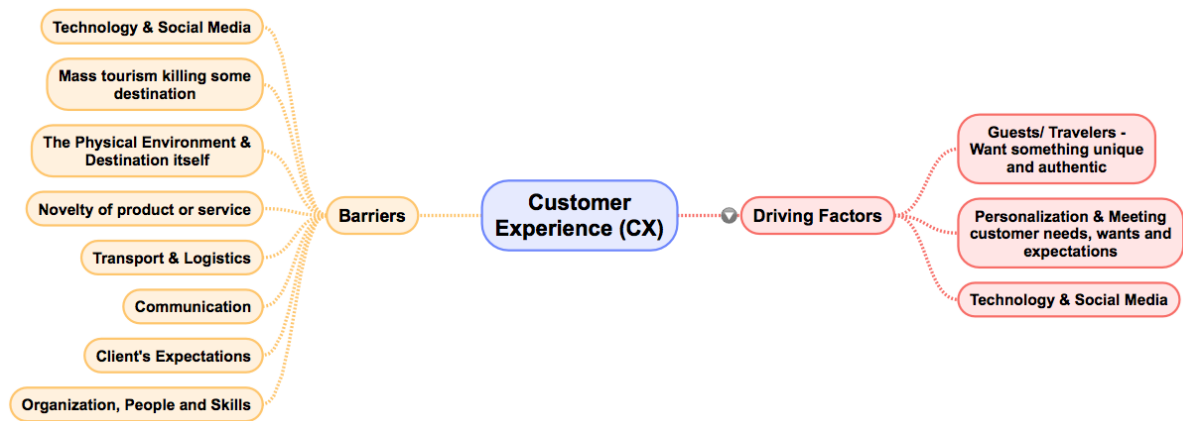 Technology & Social Media
Mass tourism killing some
destination
The Physical Environment &
Destination itself
Novelty of product or service
Transport & Logistics
Communication
Client's Expectations
Organization, People and Skills
Barriers
Customer
Experience (CX)
Driving Factors
Guests/ Travelers -
Want something unique
and authentic
Personalization & Meeting
customer needs, wants and
expectations
Technology & Social Media